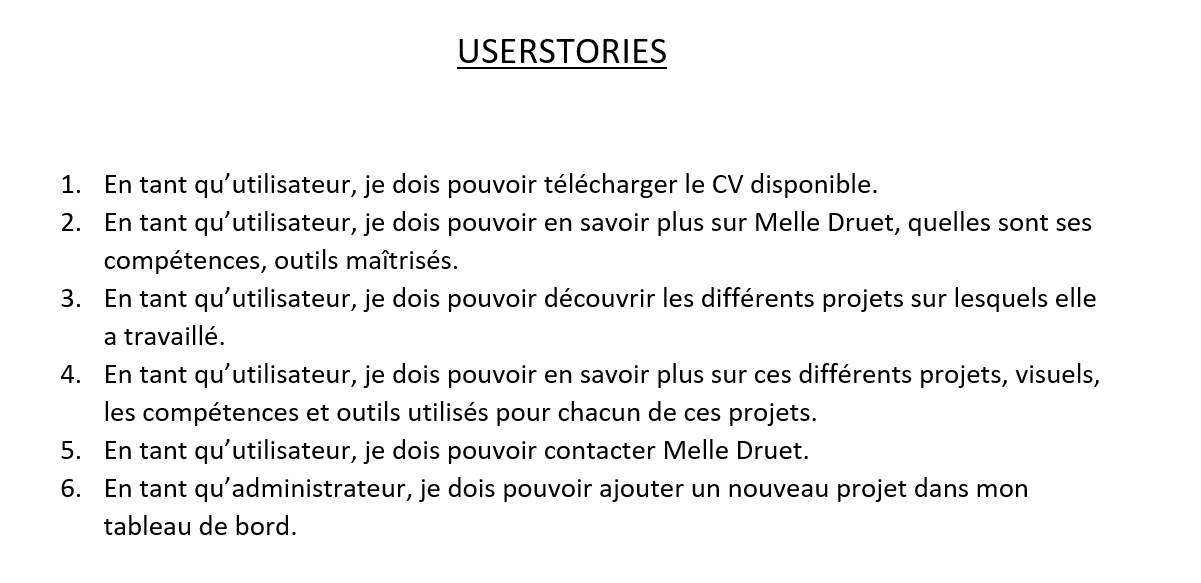 USERSTORIES
1. En tant qu’utilisateur, je dois pouvoir télécharger le CV disponible.
2. En tant qu’utilisateur, je dois pouvoir en savoir plus sur Melle Druet, quelles sont ses
compétences, outils maîtrisés.
3. En tant qu’utilisateur, je dois pouvoir découvrir les différents projets sur lesquels elle
a travaillé.
4. En tant qu’utilisateur, je dois pouvoir en savoir plus sur ces différents projets, visuels,
les compétences et outils utilisés pour chacun de ces projets.
5. En tant qu’utilisateur, je dois pouvoir contacter Melle Druet.
6. En tant qu’administrateur, je dois pouvoir ajouter un nouveau projet dans mon
tableau de bord.